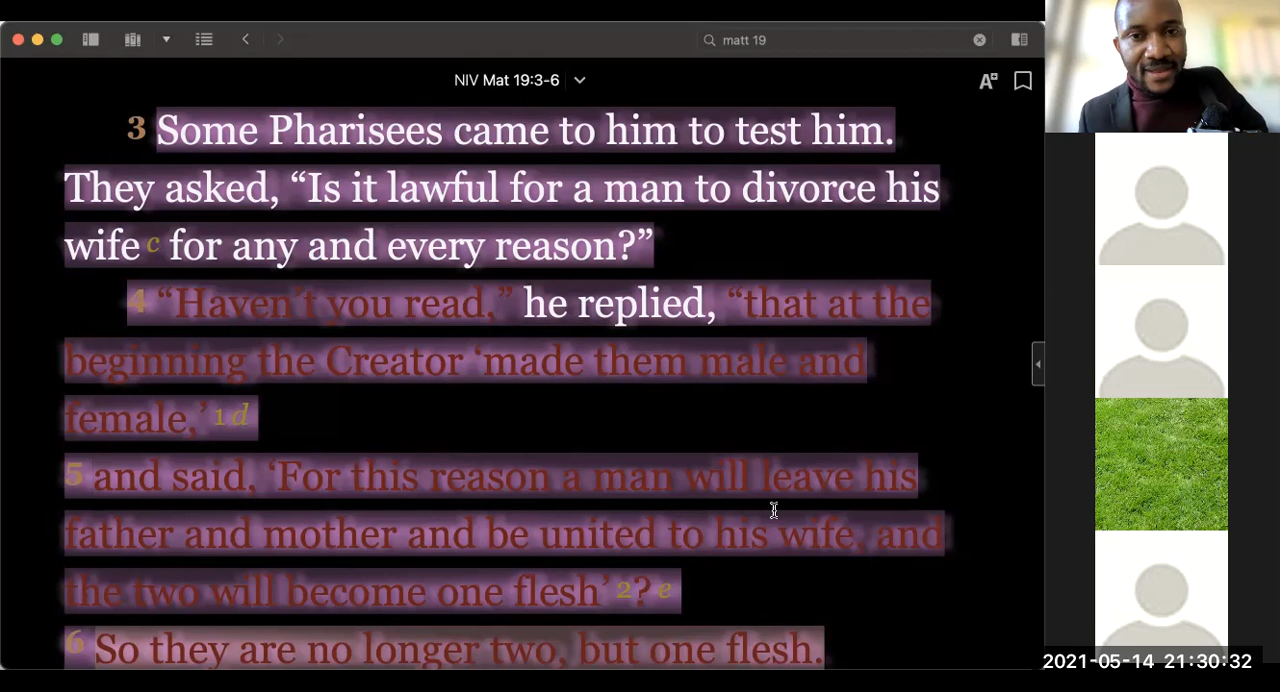 matt 19
NIV Mat 19:3-6
A
3 Some Pharisees came to him to test him.
They asked, “Is it lawful for a man to divorce his
wife c for any and every reason?”
4 “Haven’t you read,” he replied, “that at the
beginning the Creator ‘made them male and
female,’ 1 d
5 and said, ‘For this reason a man will leave his
father and mother and be united to his wife, and
the two will become one flesh’ 2? e
6 So they are no longer two, but one flesh.
2021-05-14 21:30:32